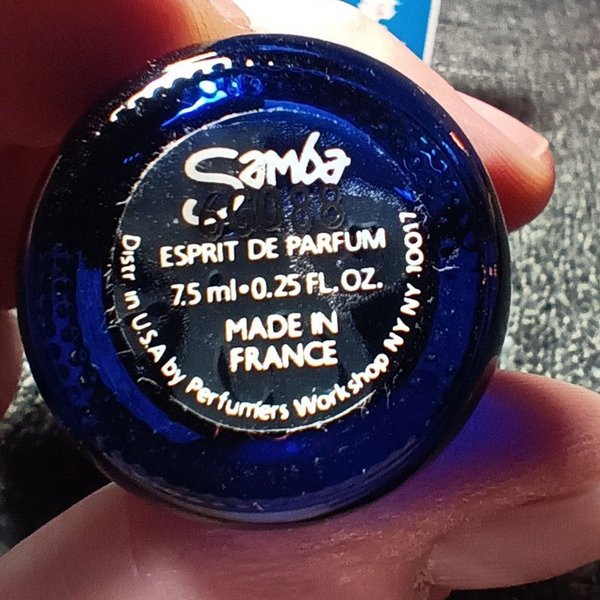 Samba
ESPRIT DE PARFUM
7.5 ml•0.25 FL.OZ.
MADE IN
FRANCE
Distr in U.S.A by Perfumers Workshop NY NY 10017